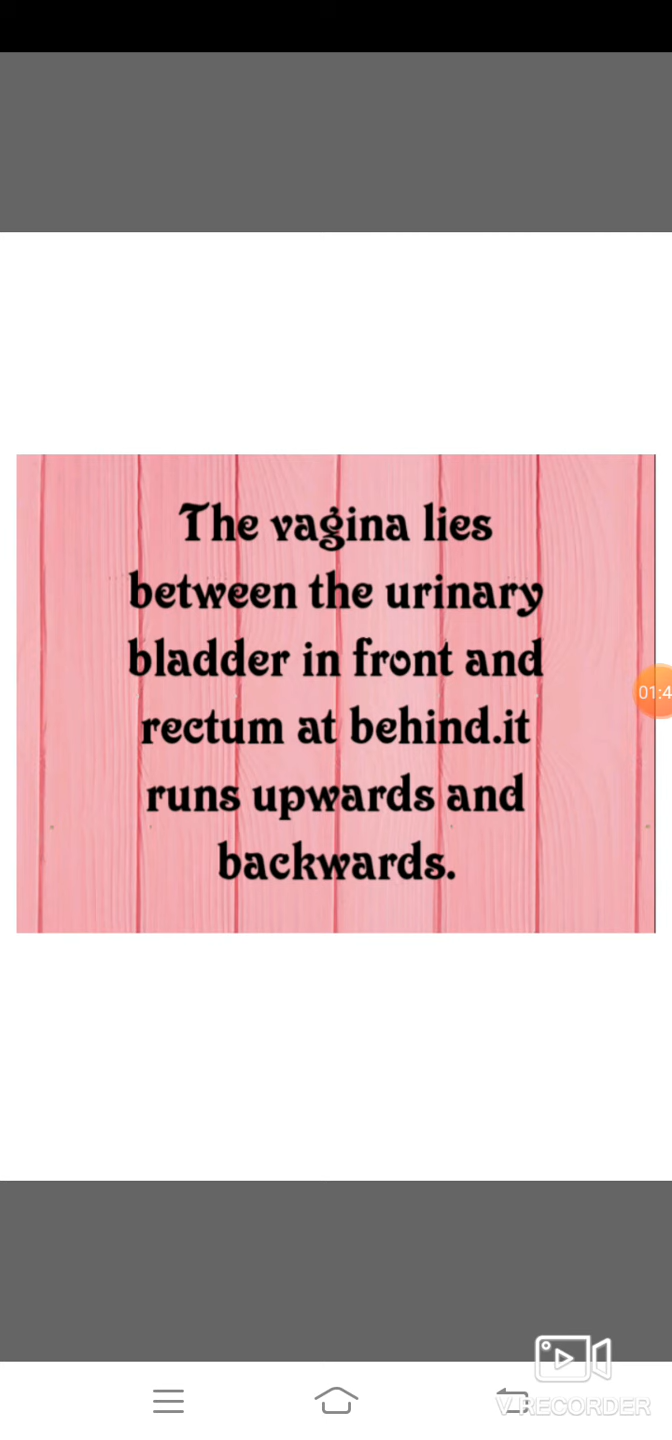 The vagina lies
between the urinary
bladder in front and
rectum at behind.it
runs upwards and
backwards.
01:4
V RECORDER